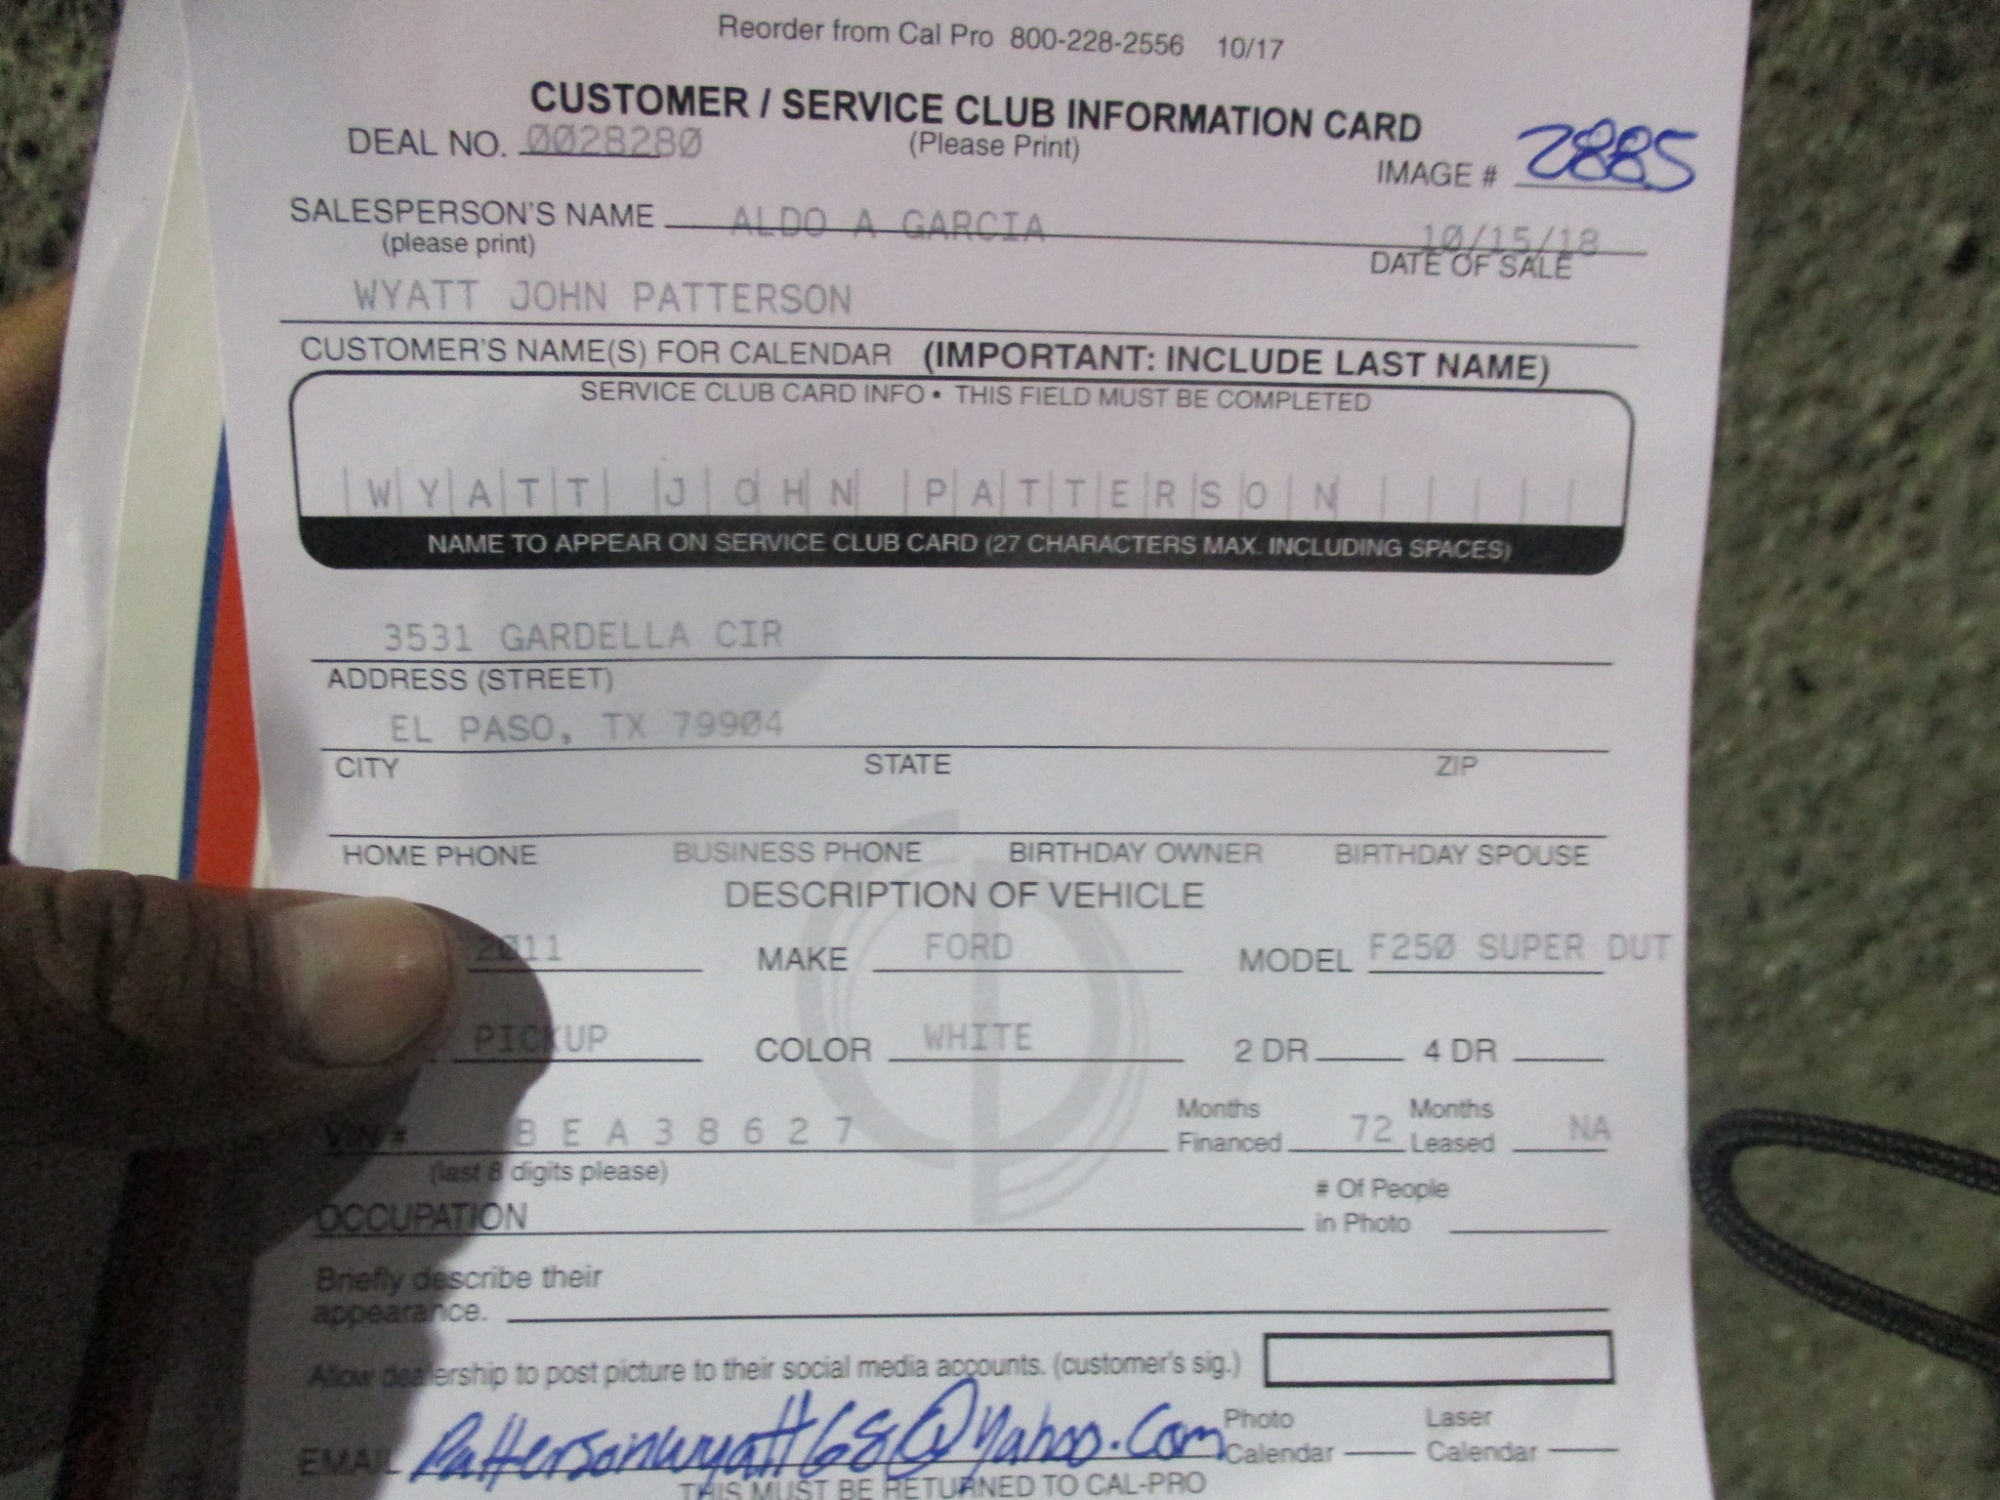 Reorder from Cal Pro 800-228-2556 10/17
CUSTOMER / SERVICE CLUB INFORMATION CARD
DEAL NO. 0028280 (Please Print) IMAGE # 2885
SALESPERSON'S NAME ALDO A GARCIA 10/15/18
(please print) DATE OF SALE
WYATT JOHN PATTERSON
CUSTOMER'S NAME(S) FOR CALENDAR (IMPORTANT: INCLUDE LAST NAME)
SERVICE CLUB CARD INFO • THIS FIELD MUST BE COMPLETED
WYATT JOHN PATTERSON
NAME TO APPEAR ON SERVICE CLUB CARD (27 CHARACTERS MAX. INCLUDING SPACES)
3531 GARDELLA CIR
ADDRESS (STREET)
EL PASO, TX 79904
CITY STATE ZIP
HOME PHONE BUSINESS PHONE BIRTHDAY OWNER BIRTHDAY SPOUSE
DESCRIPTION OF VEHICLE
2011 MAKE FORD MODEL F250 SUPER DUT
PICKUP COLOR WHITE 2 DR 4 DR
VIN # BEA38627 Months Financed 72 Months Leased NA
(last 8 digits please)
OCCUPATION # Of People in Photo
Briefly describe their
appearance.
Allow dealership to post picture to their social media accounts. (customer's sig.)
EMAIL Pattersonwyatt68@yahoo.com Photo Calendar Laser Calendar
THIS MUST BE RETURNED TO CAL-PRO